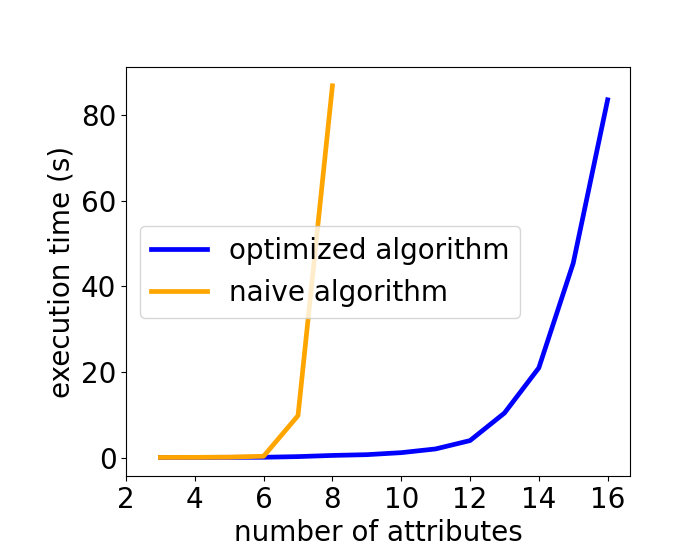 80
60
40
20
0
execution time (s)
optimized algorithm
naive algorithm
2 4 6 8 10 12 14 16
number of attributes